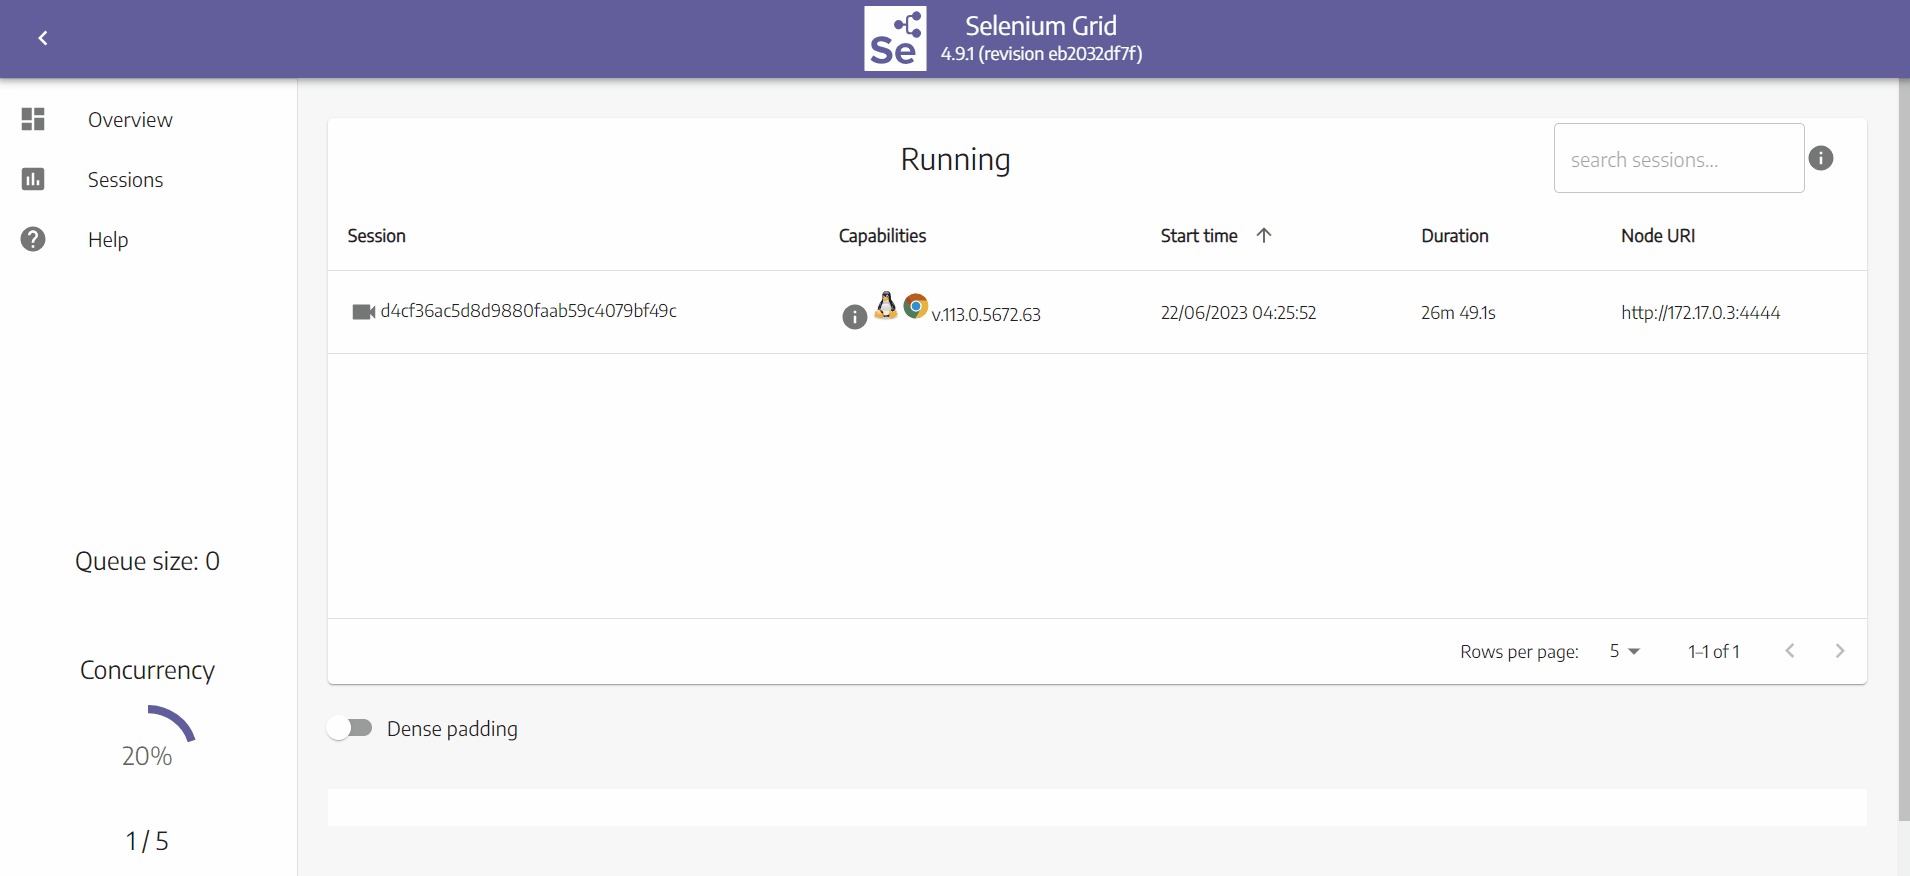 Se
Selenium Grid
4.9.1 (revision eb2032df7f)
Overview
Sessions
Help
Queue size: 0
Concurrency
20%
1 / 5
Running
search sessions...
Session Capabilities Start time Duration Node URI
d4cf36ac5d8d9880faab59c4079bf49c v.113.0.5672.63 22/06/2023 04:25:52 26m 49.1s http://172.17.0.3:4444
Rows per page: 5 1–1 of 1
Dense padding